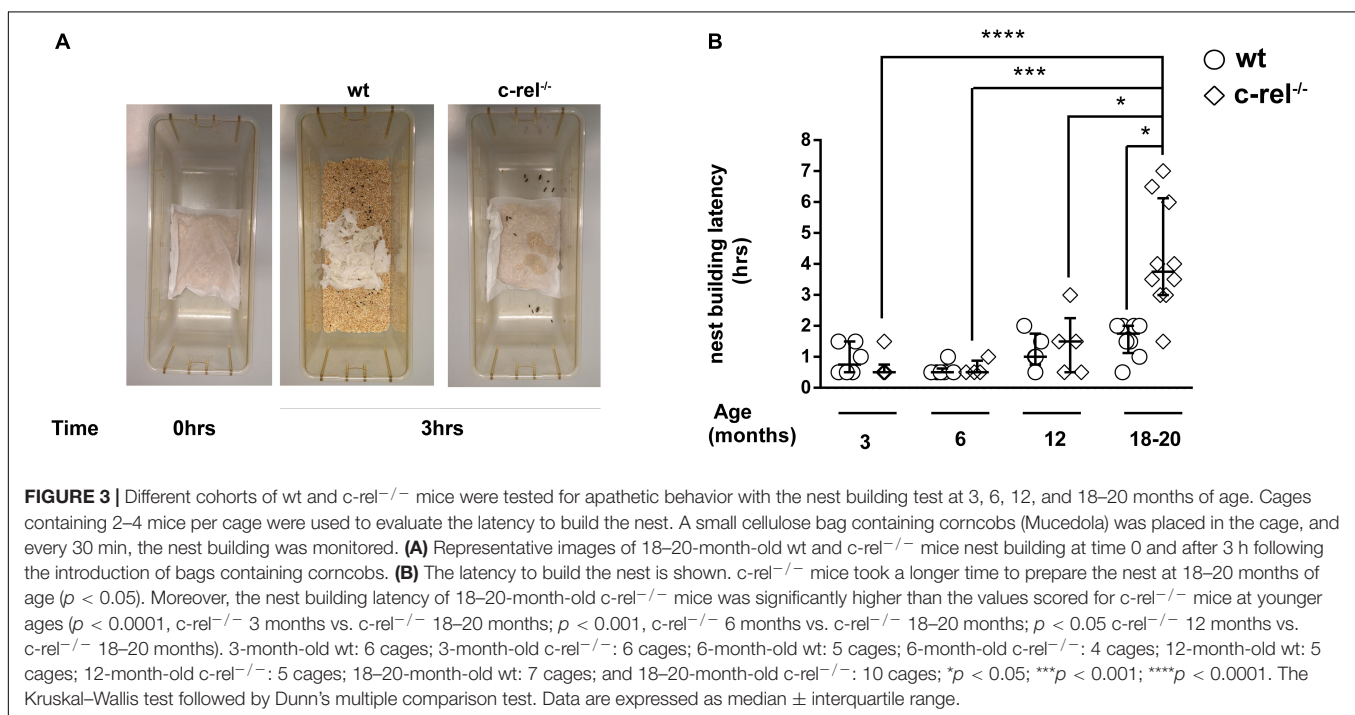 A
wt
c-rel-/-
Time
0hrs
3hrs
B
****
***
*
*
wt
c-rel-/-
nest building latency
(hrs)
8
7
6
5
4
3
2
1
0
Age
(months)
3
6
12
18-20
FIGURE 3 | Different cohorts of wt and c-rel−/− mice were tested for apathetic behavior with the nest building test at 3, 6, 12, and 18–20 months of age. Cages
containing 2–4 mice per cage were used to evaluate the latency to build the nest. A small cellulose bag containing corncobs (Mucedola) was placed in the cage, and
every 30 min, the nest building was monitored. (A) Representative images of 18–20-month-old wt and c-rel−/− mice nest building at time 0 and after 3 h following
the introduction of bags containing corncobs. (B) The latency to build the nest is shown. c-rel−/− mice took a longer time to prepare the nest at 18–20 months of
age (p < 0.05). Moreover, the nest building latency of 18–20-month-old c-rel−/− mice was significantly higher than the values scored for c-rel−/− mice at younger
ages (p < 0.0001, c-rel−/− 3 months vs. c-rel−/− 18–20 months; p < 0.001, c-rel−/− 6 months vs. c-rel−/− 18–20 months; p < 0.05 c-rel−/− 12 months vs.
c-rel−/− 18–20 months). 3-month-old wt: 6 cages; 3-month-old c-rel−/−: 6 cages; 6-month-old wt: 5 cages; 6-month-old c-rel−/−: 4 cages; 12-month-old wt: 5
cages; 12-month-old c-rel−/−: 5 cages; 18–20-month-old wt: 7 cages; and 18–20-month-old c-rel−/−: 10 cages; *p < 0.05; ***p < 0.001; ****p < 0.0001. The
Kruskal–Wallis test followed by Dunn’s multiple comparison test. Data are expressed as median ± interquartile range.